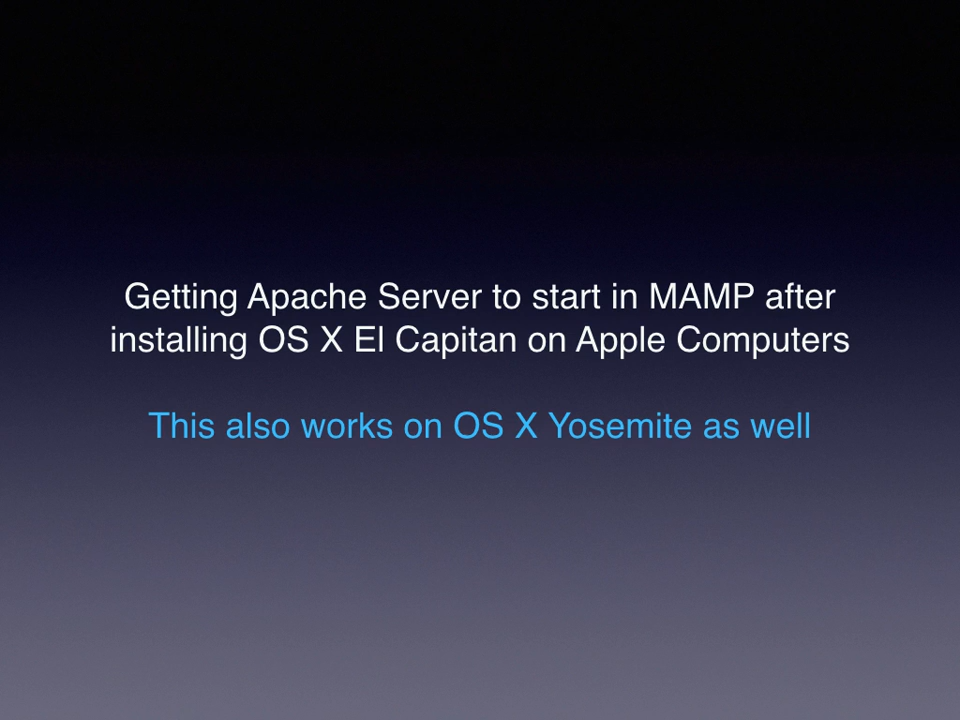 Getting Apache Server to start in MAMP after
installing OS X El Capitan on Apple Computers
This also works on OS X Yosemite as well